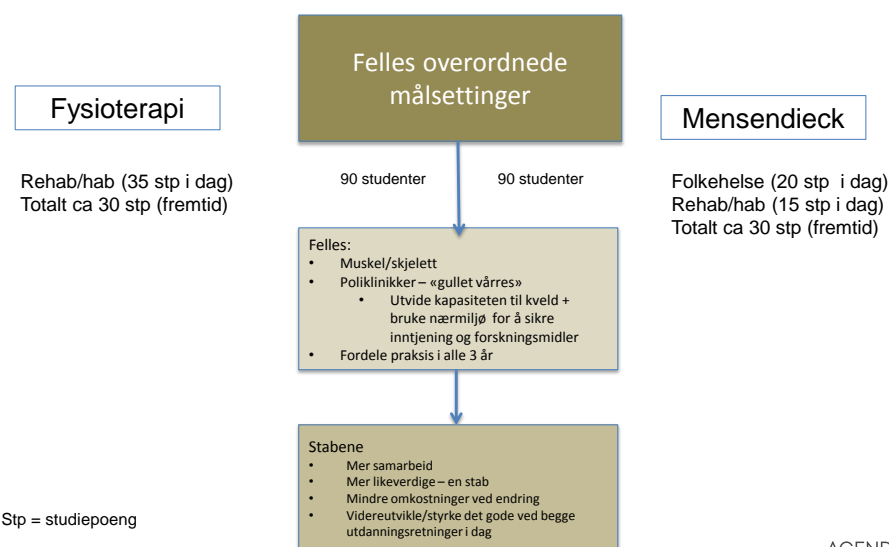 Felles overordnede
målsettinger
Fysioterapi
Mensendieck
Rehab/hab (35 stp i dag)
Totalt ca 30 stp (fremtid)
90 studenter
90 studenter
Folkehelse (20 stp i dag)
Rehab/hab (15 stp i dag)
Totalt ca 30 stp (fremtid)
Felles:
• Muskel/skjelett
• Poliklinikker – «gullet vårres»
• Utvide kapasiteten til kveld +
bruke nærmiljø for å sikre
inntjening og forskningsmidler
• Fordele praksis i alle 3 år
Stabene
• Mer samarbeid
• Mer likeverdige – en stab
• Mindre omkostninger ved endring
• Videreutvikle/styrke det gode ved begge
utdanningsretninger i dag
Stp = studiepoeng